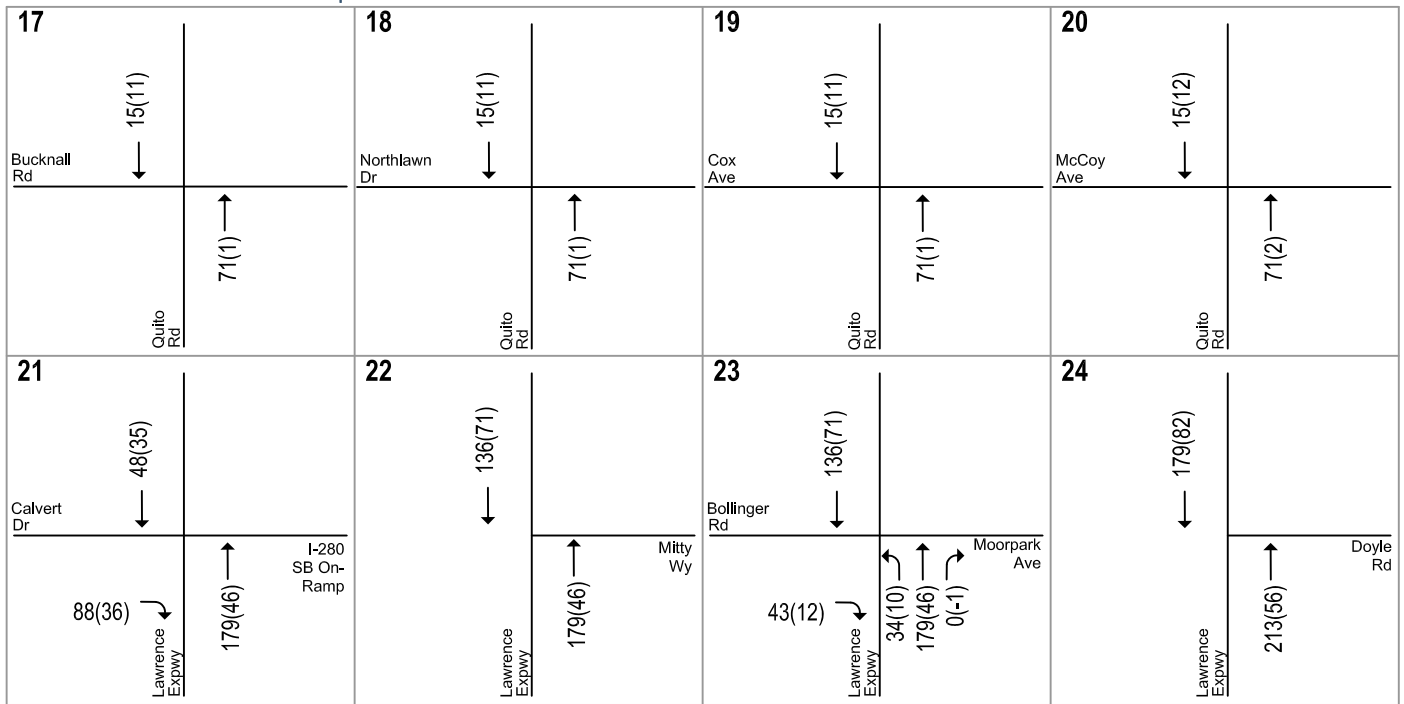 17
15(11)
Bucknall
Rd
71(1)
Quito
Rd
18
15(11)
Northlawn
Dr
71(1)
Quito
Rd
19
15(11)
Cox
Ave
71(1)
Quito
Rd
20
15(12)
McCoy
Ave
71(2)
Quito
Rd
21
48(35)
Calvert
Dr
I-280
SB On-
Ramp
88(36)
179(46)
Lawrence
Expwy
22
136(71)
Mitty
Wy
179(46)
Lawrence
Expwy
23
136(71)
Bollinger
Rd
Moorpark
Ave
43(12)
34(10)
179(46)
0(-1)
Lawrence
Expwy
24
179(82)
Doyle
Rd
213(56)
Lawrence
Expwy